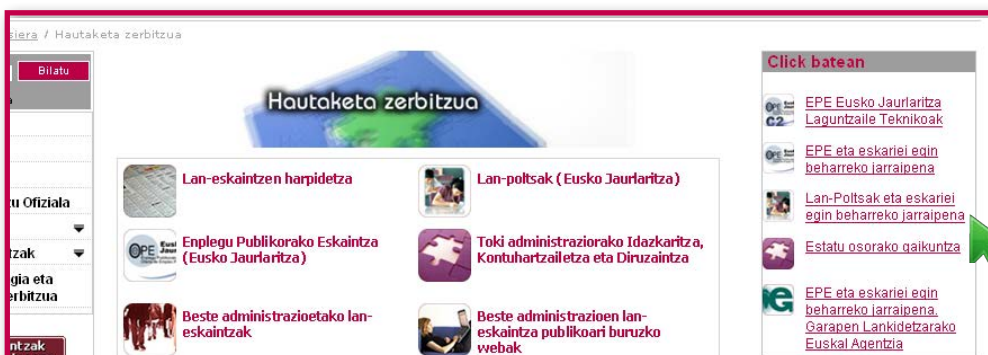 siera / Hautaketa zerbitzua
Bilatu
tu Ofiziala
tzak
gia eta
erbitzua
ntzak
Hautaketa zerbitzua
Lan-eskaintzen harpidetza
Lan-poltsak (Eusko Jaurlaritza)
OPE
Enplegu Publikorako Eskaintza
(Eusko Jaurlaritza)
Toki administraziorako Idazkaritza,
Kontuhartzailetza eta Diruzaintza
Beste administrazioetako lan-
eskaintzak
Beste administrazioen lan-
eskaintza publikoari buruzko
webak
Click batean
C2
EPE Eusko Jaurlaritza
Laguntzaile Teknikoak
EPE eta eskariei egin
beharreko jarraipena
Lan-Poltsak eta eskariei
egin beharreko jarraipena
Estatu osorako gaikuntza
EPE eta eskariei egin
beharreko jarraipena.
Garapen Lankidetzarako
Euskal Agentzia